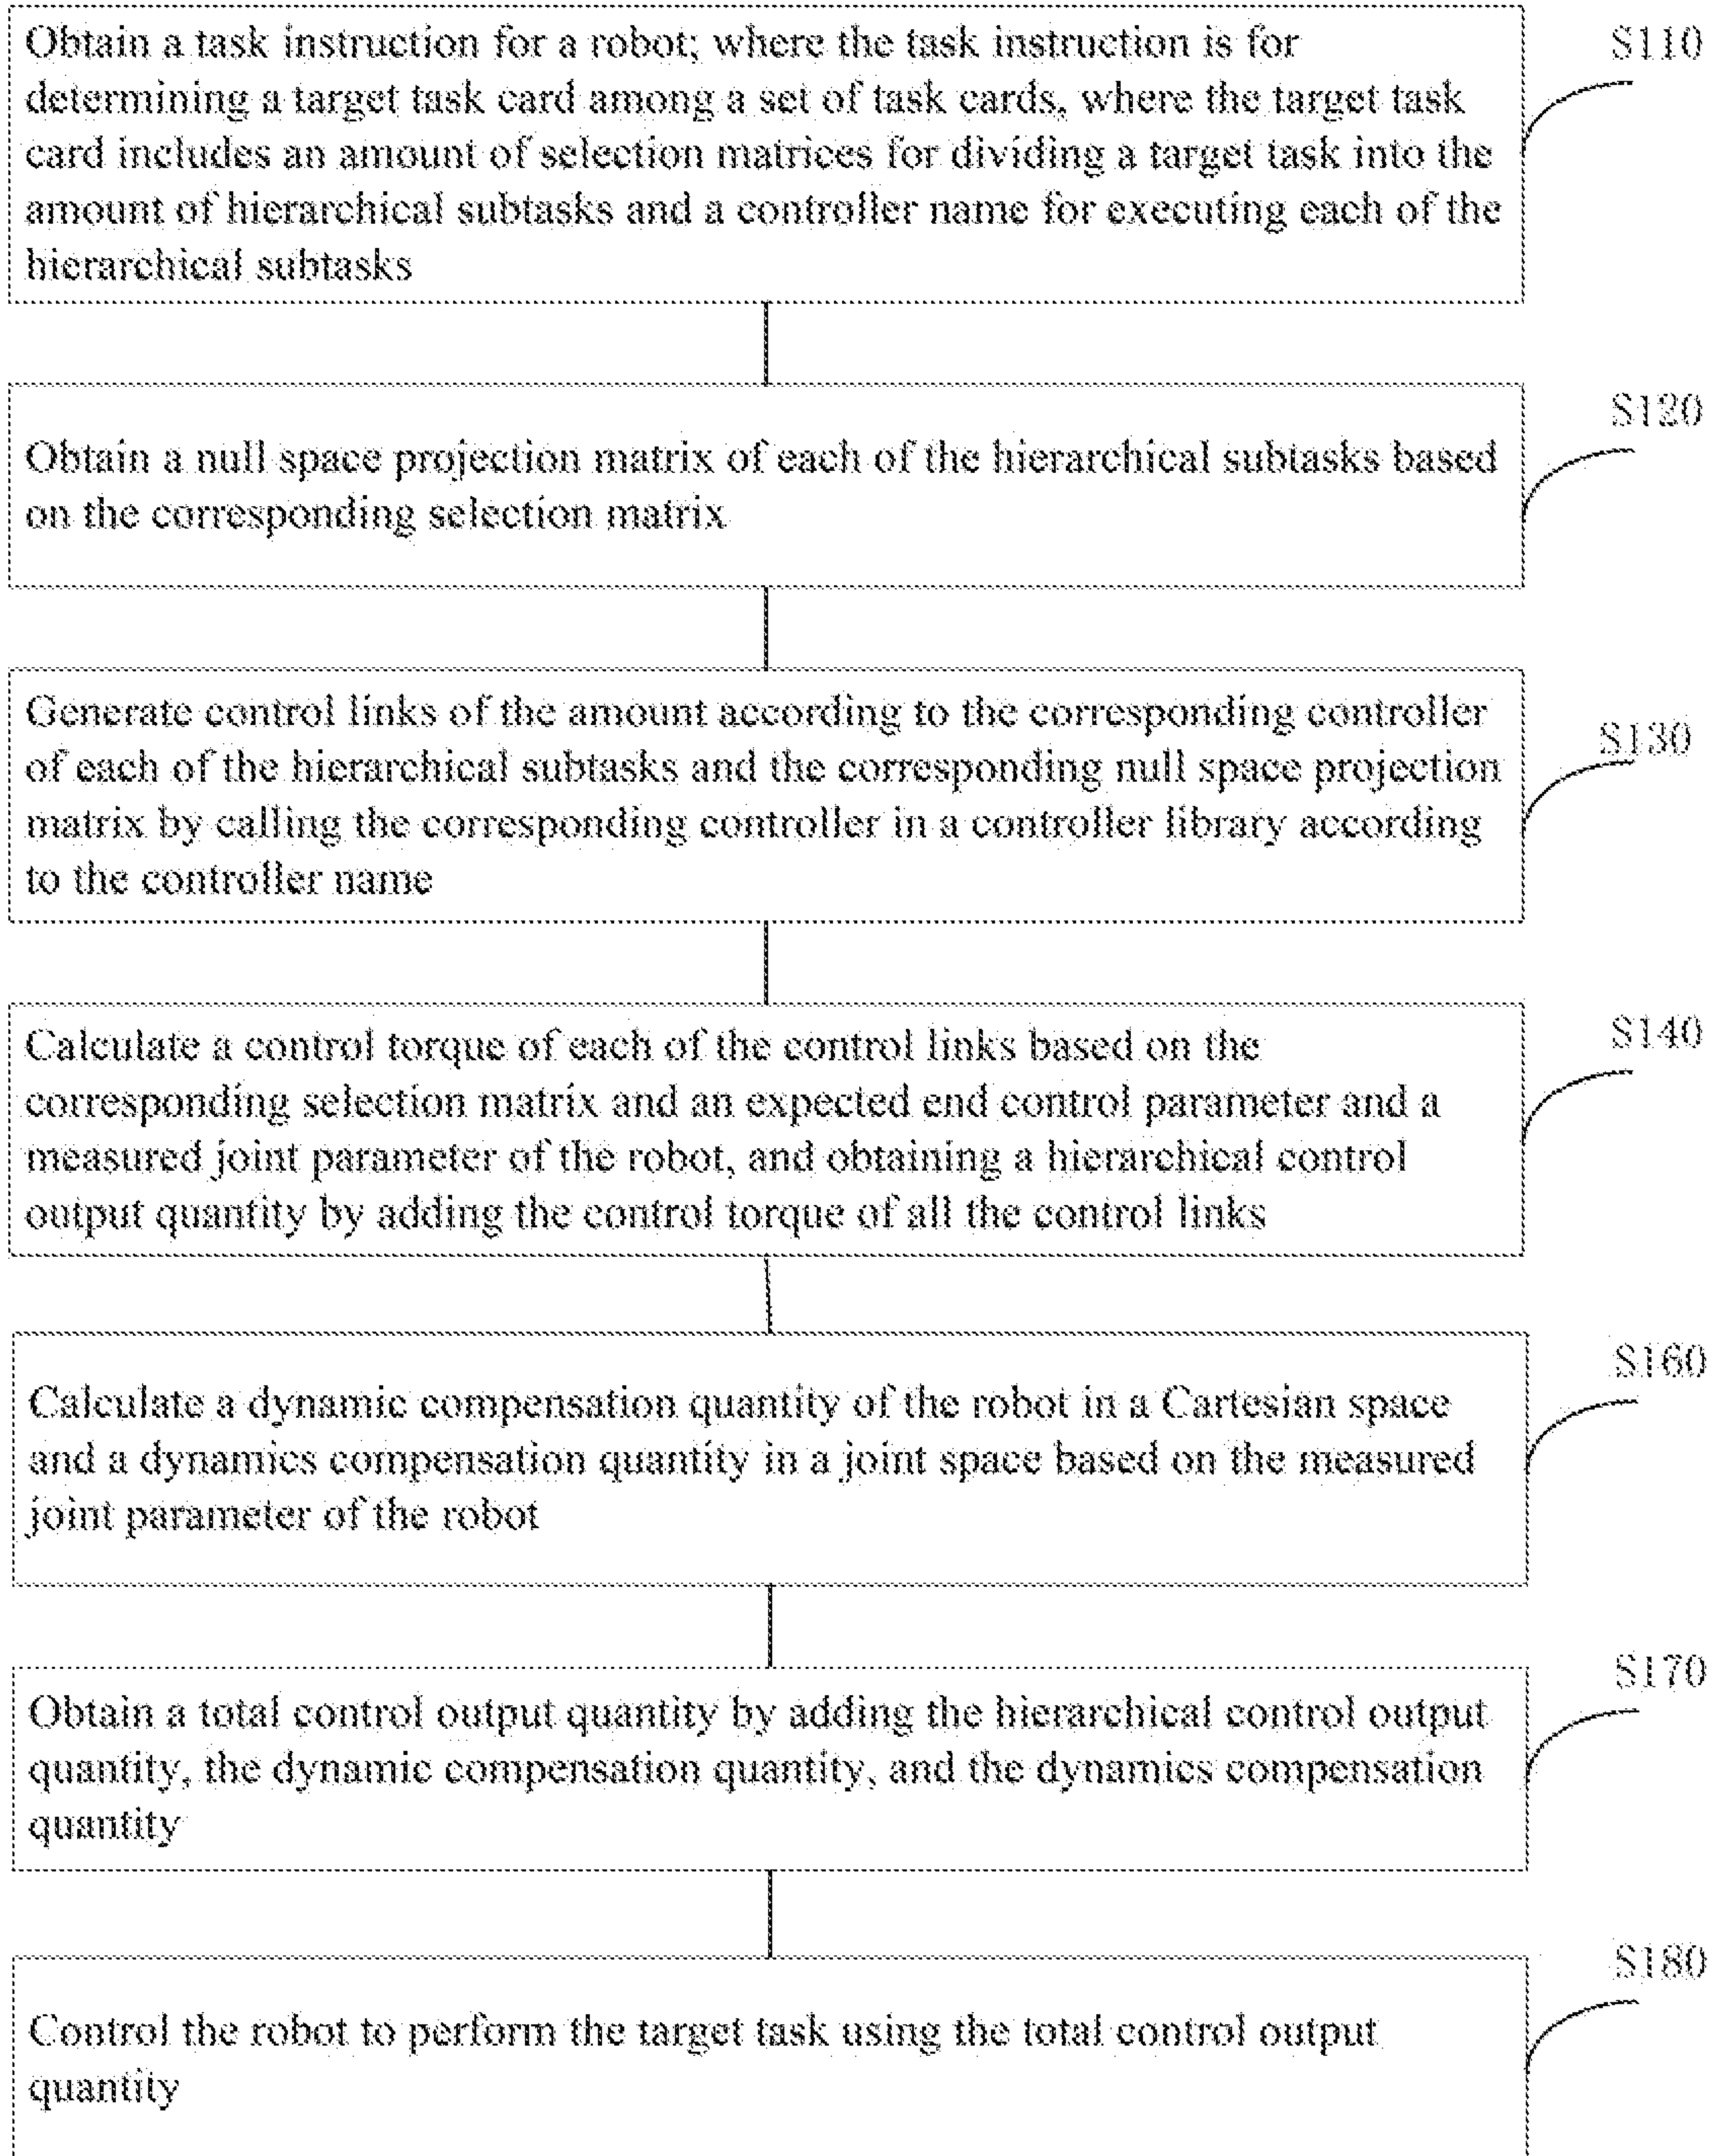 Obtain a task instruction for a robot; where the task instruction is for
determining a target task card among a set of task cards, where the target task
card includes an amount of selection matrices for dividing a target task into the
amount of hierarchical subtasks and a controller name for executing each of the
hierarchical subtasks
S110
Obtain a null space projection matrix of each of the hierarchical subtasks based
on the corresponding selection matrix
S120
Generate control links of the amount according to the corresponding controller
of each of the hierarchical subtasks and the corresponding null space projection
matrix by calling the corresponding controller in a controller library according
to the controller name
S130
Calculate a control torque of each of the control links based on the
corresponding selection matrix and an expected end control parameter and a
measured joint parameter of the robot, and obtaining a hierarchical control
output quantity by adding the control torque of all the control links
S140
Calculate a dynamic compensation quantity of the robot in a Cartesian space
and a dynamics compensation quantity in a joint space based on the measured
joint parameter of the robot
S160
Obtain a total control output quantity by adding the hierarchical control output
quantity, the dynamic compensation quantity, and the dynamics compensation
quantity
S170
Control the robot to perform the target task using the total control output
quantity
S180